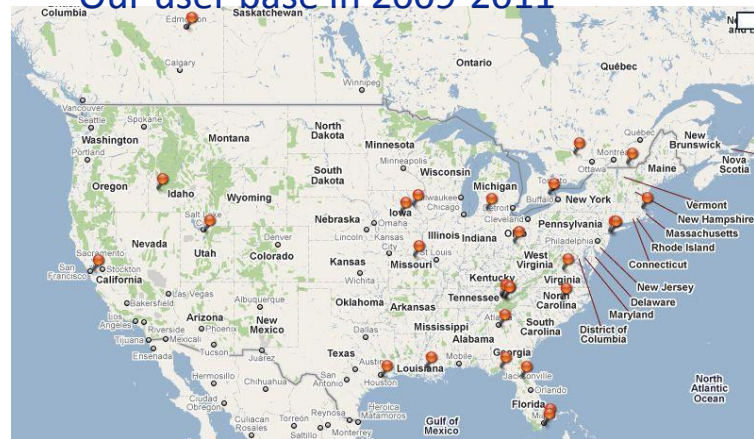 Our user base in 2009-2011
Columbia
Edmo
Saskatchewan
Calgary
Ontario
Québec
Winnipeg
Vancouver
Seattle
Spokane
Washington
Portland
Montana
North
Dakota
Minnesota
Minneapolis
Québec
Montréal
Ottawa
New
Brunswick
Maine
Nova
Scotia
Oregon
Idaho
Wyoming
South
Dakota
Wisconsin
Milwaukee
Michigan
Toronto
Buffalo
New York
Vermont
New Hampshire
Massachusetts
Rhode Island
Connecticut
Salt Lake
Nebraska
Iowa
Omaha
Chicago
Detroit
Cleveland
Pennsylvania
Philadelphia
Nevada
Utah
Denver
Colorado
Lincoln
Kansas
City
Illinois
Indiana
Ohio
West
Virginia
New Jersey
Delaware
Maryland
Sacramento
San
Francisco
Stockton
California
Kansas
Wichita
Missouri
St Louis
Kentucky
Virginia
District of
Columbia
Las Vegas
Bakersfield
Los
Angeles
Riverside
Arizona
Phoenix
Albuquerque
New
Mexico
Oklahoma
Arkansas
Tennessee
North
Carolina
South
Carolina
Tijuana
Mexicali
Ensenada
Tucson
Juárez
Dallas
Texas
Mississippi
Alabama
Georgia
Hermosillo
Chihuahua
Austin
San
Antonio
Houston
Louisiana
Mobile
Jacksonville
Orlando
Florida
Ciudad
Obregon
Culiacan
Rosales
Torreón
Saltillo
Reynosa
Monterrey
Heroica
Matamoros
Gulf of
Mexico
North
Atlantic
Ocean